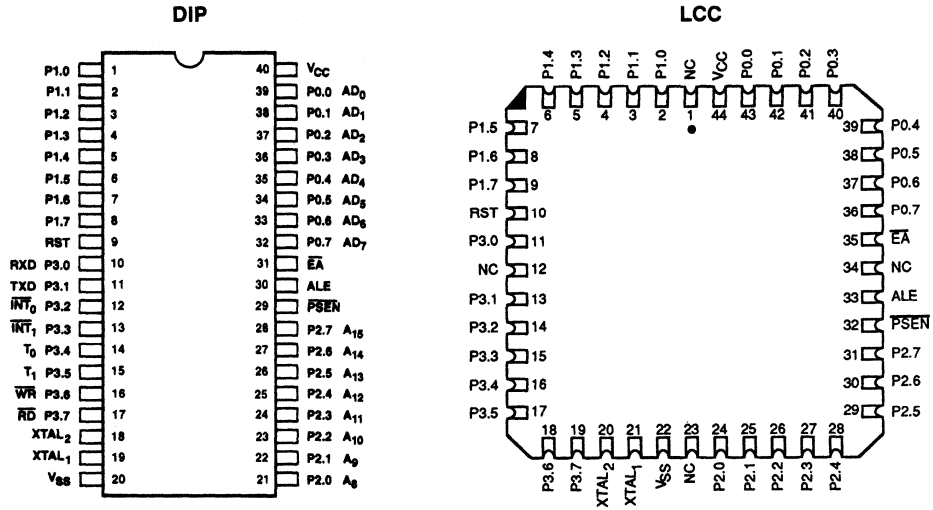 DIP
P1.0 1 40 VCC
P1.1 2 39 P0.0 AD0
P1.2 3 38 P0.1 AD1
P1.3 4 37 P0.2 AD2
P1.4 5 36 P0.3 AD3
P1.5 6 35 P0.4 AD4
P1.6 7 34 P0.5 AD5
P1.7 8 33 P0.6 AD6
RST 9 32 P0.7 AD7
RXD P3.0 10 31 E̅A̅
TXD P3.1 11 30 ALE
I̅N̅T̅0 P3.2 12 29 P̅S̅E̅N̅
I̅N̅T̅1 P3.3 13 28 P2.7 A15
T0 P3.4 14 27 P2.6 A14
T1 P3.5 15 26 P2.5 A13
W̅R̅ P3.6 16 25 P2.4 A12
R̅D̅ P3.7 17 24 P2.3 A11
XTAL2 18 23 P2.2 A10
XTAL1 19 22 P2.1 A9
VSS 20 21 P2.0 A8
LCC
P1.4 P1.3 P1.2 P1.1 P1.0 NC VCC P0.0 P0.1 P0.2 P0.3
6 5 4 3 2 1 44 43 42 41 40
P1.5 7 39 P0.4
P1.6 8 38 P0.5
P1.7 9 37 P0.6
RST 10 36 P0.7
P3.0 11 35 E̅A̅
NC 12 34 NC
P3.1 13 33 ALE
P3.2 14 32 P̅S̅E̅N̅
P3.3 15 31 P2.7
P3.4 16 30 P2.6
P3.5 17 29 P2.5
18 19 20 21 22 23 24 25 26 27 28
P3.6 P3.7 XTAL2 XTAL1 VSS NC P2.0 P2.1 P2.2 P2.3 P2.4